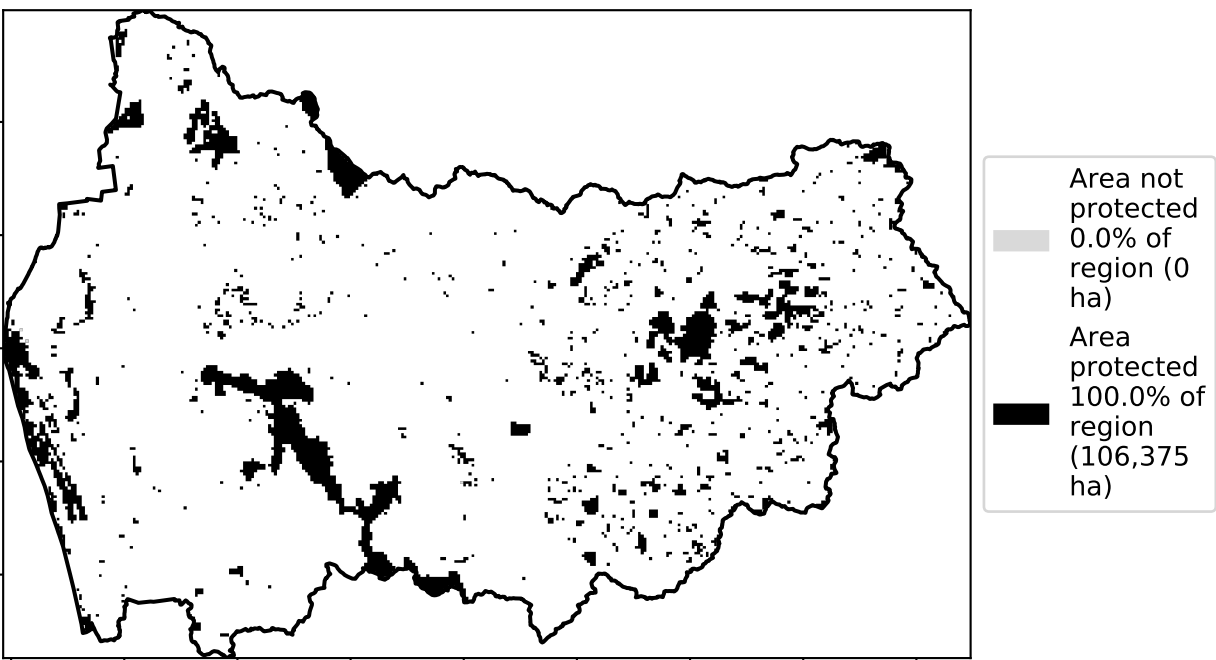 Area not
protected
0.0% of
region (0
ha)
Area
protected
100.0% of
region
(106,375
ha)